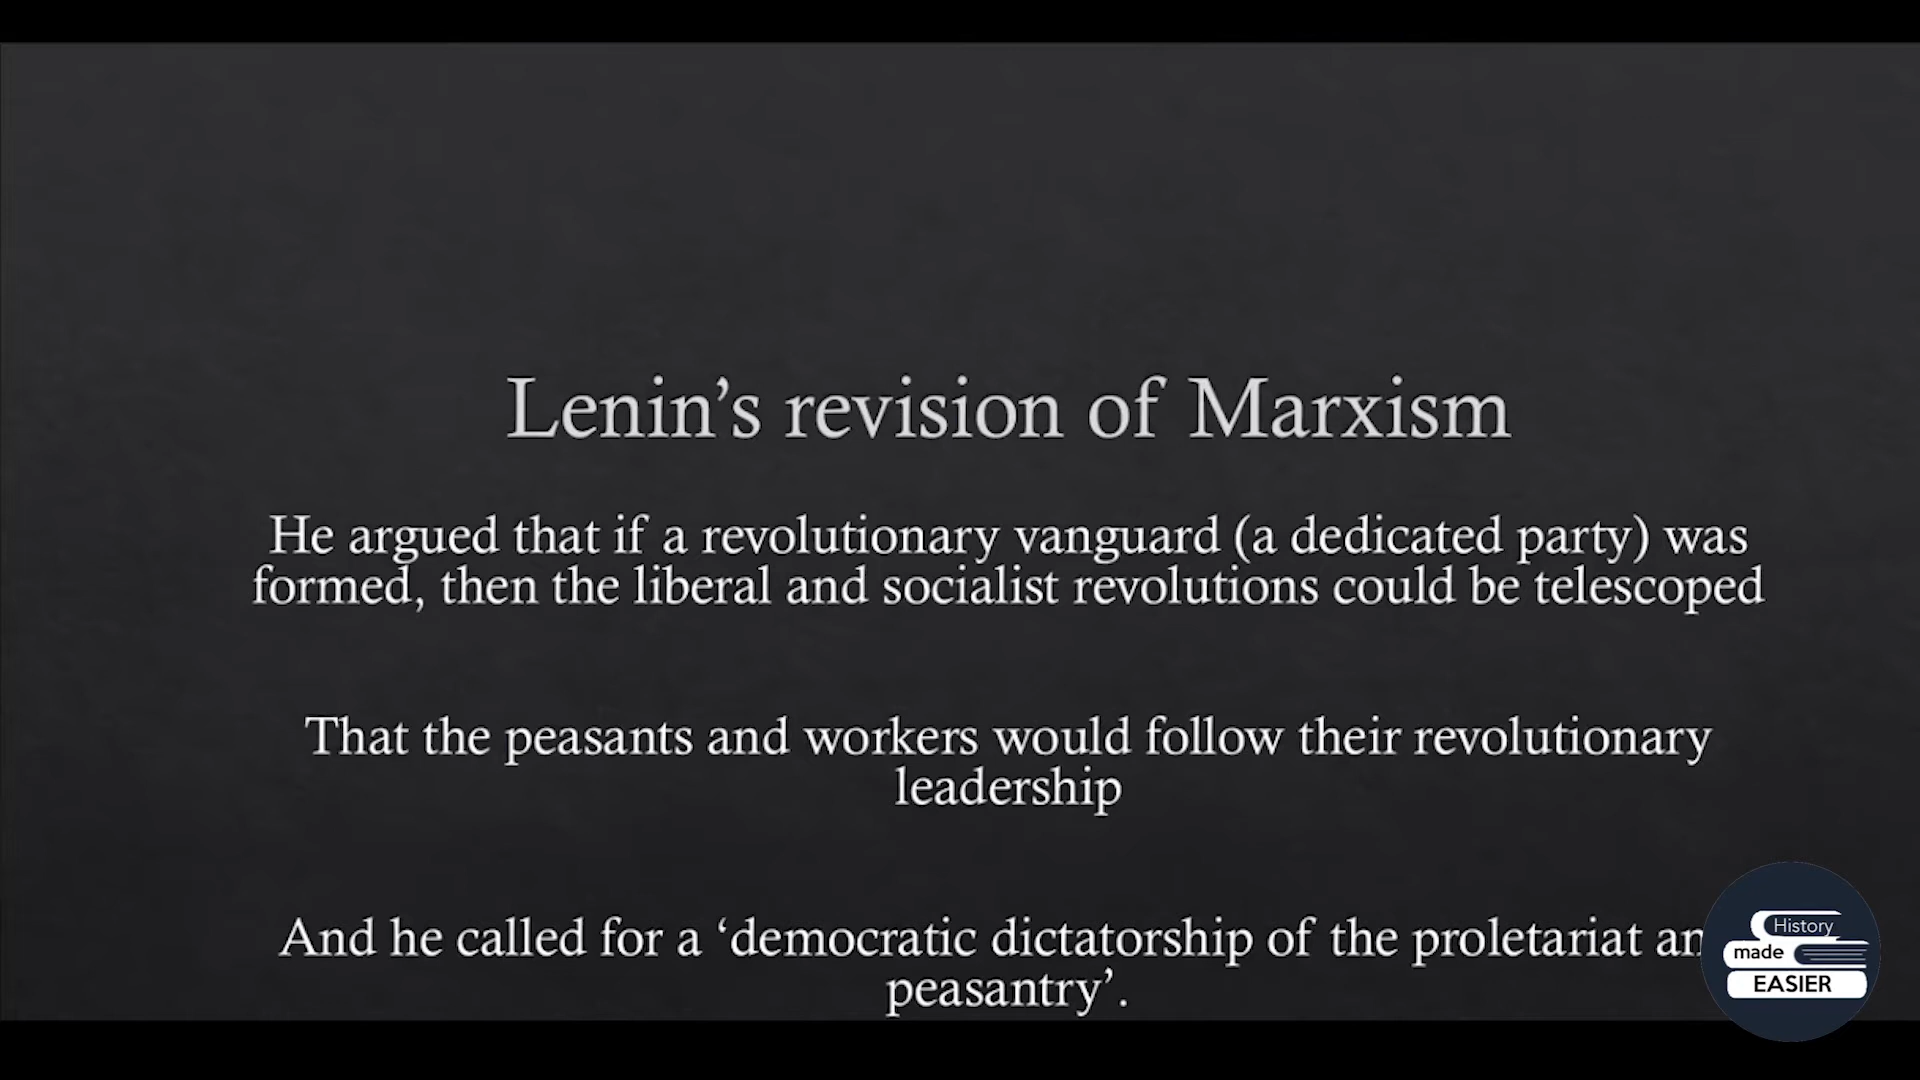 Lenin’s revision of Marxism
He argued that if a revolutionary vanguard (a dedicated party) was
formed, then the liberal and socialist revolutions could be telescoped
That the peasants and workers would follow their revolutionary
leadership
And he called for a ‘democratic dictatorship of the proletariat
peasantry’.
History
made
EASIER